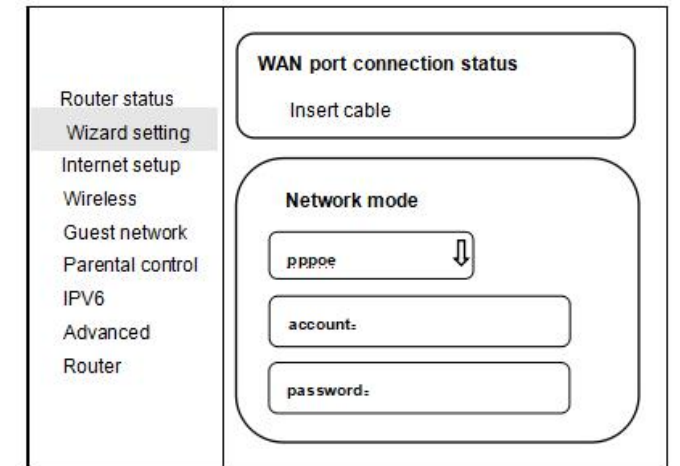 Router status
Wizard setting
Internet setup
Wireless
Guest network
Parental control
IPV6
Advanced
Router
WAN port connection status
Insert cable
Network mode
pppoe
account:
password: